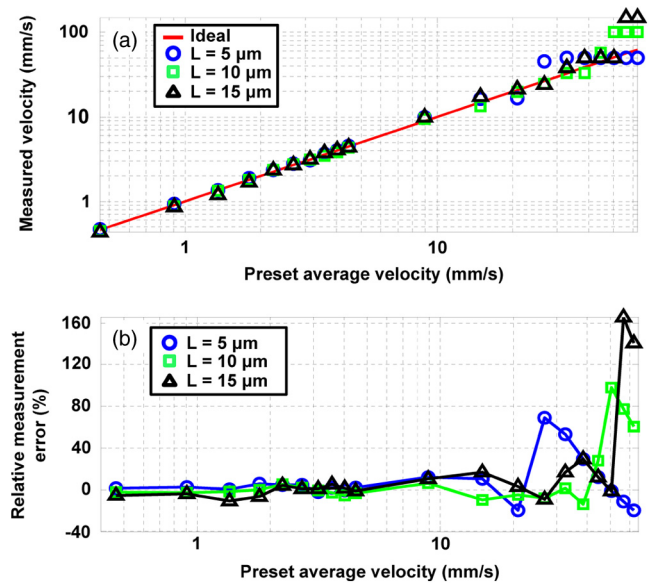 (a)
Ideal
L = 5 µm
L = 10 µm
L = 15 µm
Measured velocity (mm/s)
100
10
1
1
10
Preset average velocity (mm/s)
(b)
L = 5 µm
L = 10 µm
L = 15 µm
Relative measurement
error (%)
160
120
80
40
0
-40
1
10
Preset average velocity (mm/s)